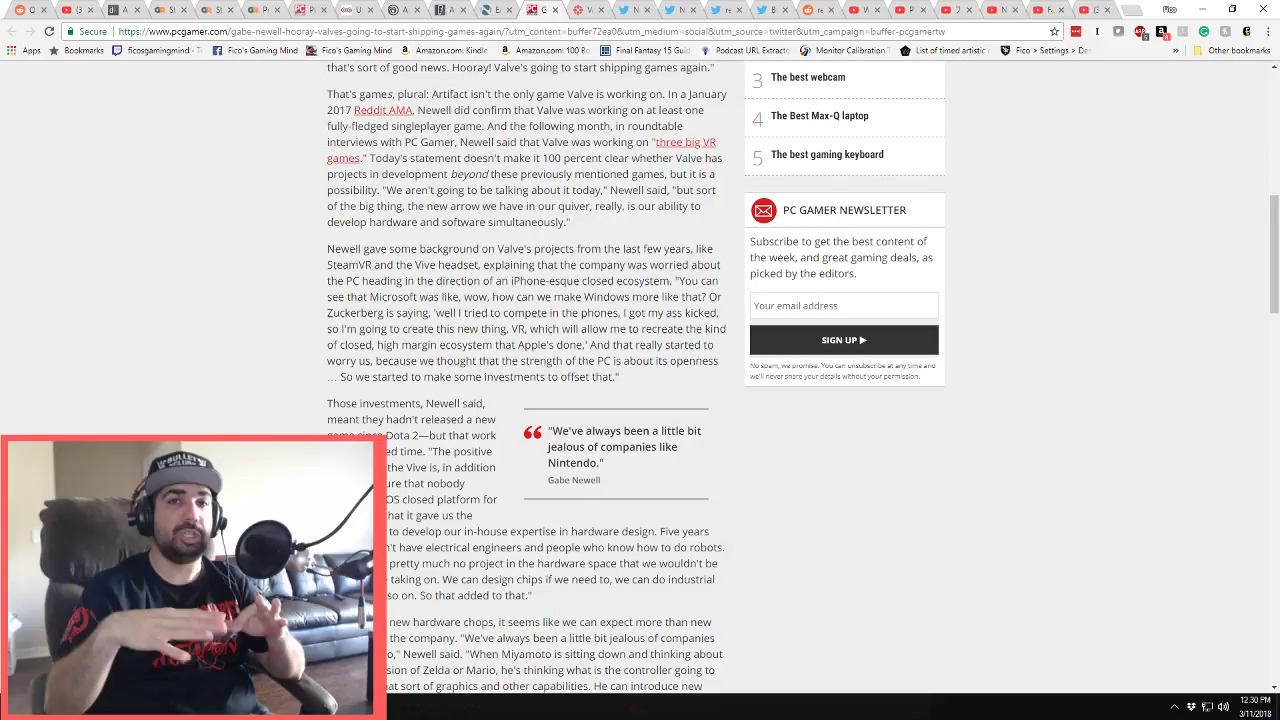 Secure
https://www.pcgamer.com/gabe-newell-hooray-valves-going-to-start-shipping-games-again/?utm_content=buffer72ea0&utm_medium=social&utm_source=twitter&utm_campaign=buffer-pcgamertw
Apps Bookmarks ficosgamingmind - T Facebook Amazon.com:Kindle Amazon.com: 100 Bo Final Fantasy 15 Guid Podcast URL Extracto Monitor Calibration T List of timed artistic r Fico > Settings > De » Other bookmarks
that's sort of good news. Hooray! Valve's going to start shipping games again."
That's games, plural: Artifact isn't the only game Valve is working on. In a January
2017 Reddit AMA, Newell did confirm that Valve was working on at least one
fully-fledged singleplayer game. And the following month, in roundtable
interviews with PC Gamer, Newell said that Valve was working on "three big VR
games." Today's statement doesn't make it 100 percent clear whether Valve has
projects in development beyond these previously mentioned games, but it is a
possibility. "We aren't going to be talking about it today," Newell said, "but sort
of the big thing, the new arrow we have in our quiver, really, is our ability to
develop hardware and software simultaneously."
Newell gave some background on Valve's projects from the last few years, like
SteamVR and the Vive headset, explaining that the company was worried about
the PC heading in the direction of an iPhone-esque closed ecosystem. "You can
see that Microsoft was like, wow, how can we make Windows more like that? Or
Zuckerberg is saying, 'well I tried to compete in the phones, I got my ass kicked,
so I'm going to create this new thing, VR, which will allow me to recreate the kind
of closed, high margin ecosystem that Apple's done.' And that really started to
worry us, because we thought that the strength of the PC is about its openness
… So we started to make some investments to offset that."
Those investments, Newell said,
meant they hadn't released a new
game since Dota 2—but that work
ed time. "The positive
the Vive is, in addition
ure that nobody
OS closed platform for
hat it gave us the
to develop our in-house expertise in hardware design. Five years
n't have electrical engineers and people who know how to do robots.
pretty much no project in the hardware space that we wouldn't be
taking on. We can design chips if we need to, we can do industrial
so on. So that added to that."
new hardware chops, it seems like we can expect more than new
the company. "We've always been a little bit jealous of companies
o," Newell said. "When Miyamoto is sitting down and thinking about
sion of Zelda or Mario, he's thinking what is the controller going to
hat sort of graphics and other capabilities. He can introduce new
"We've always been a little bit
jealous of companies like
Nintendo."
Gabe Newell
3 The best webcam
4 The Best Max-Q laptop
5 The best gaming keyboard
PC GAMER NEWSLETTER
Subscribe to get the best content of
the week, and great gaming deals, as
picked by the editors.
Your email address
SIGN UP
No spam, we promise. You can unsubscribe at any time and
we'll never share your details without your permission.
12:30 PM
3/11/2018